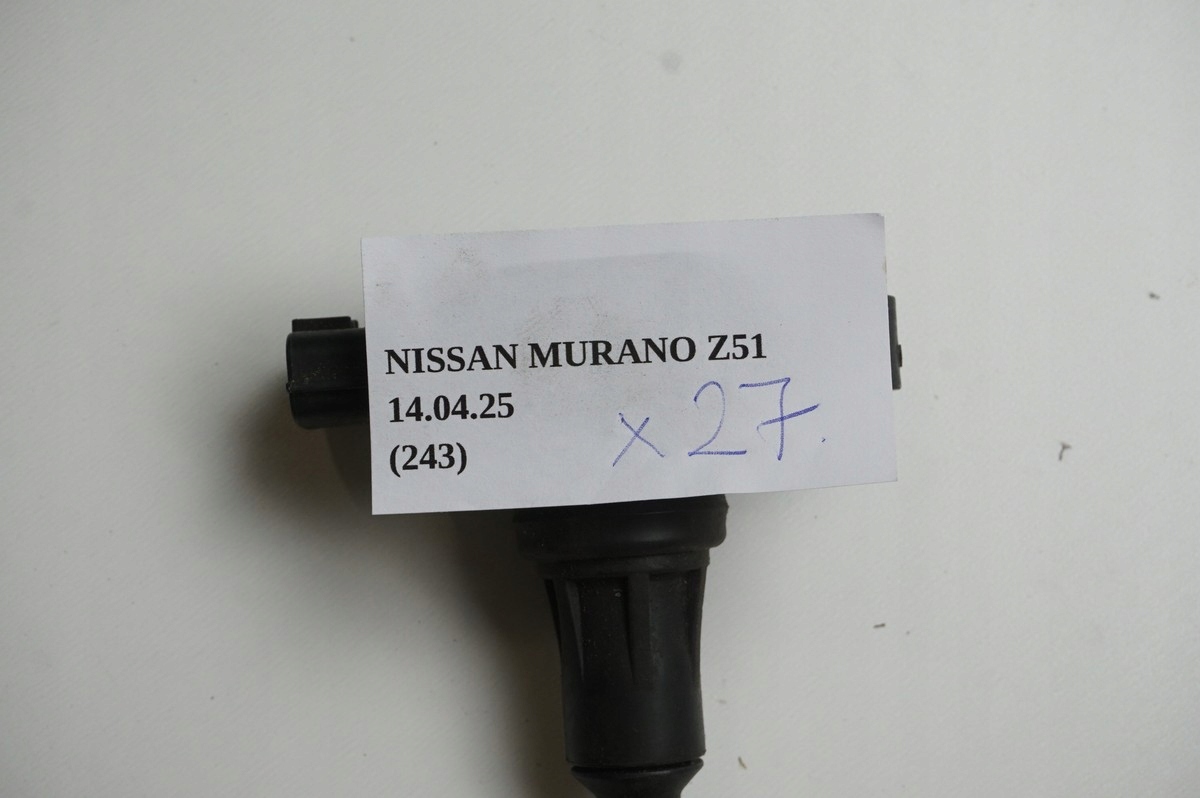 NISSAN MURANO Z51
14.04.25
(243)
x 27.